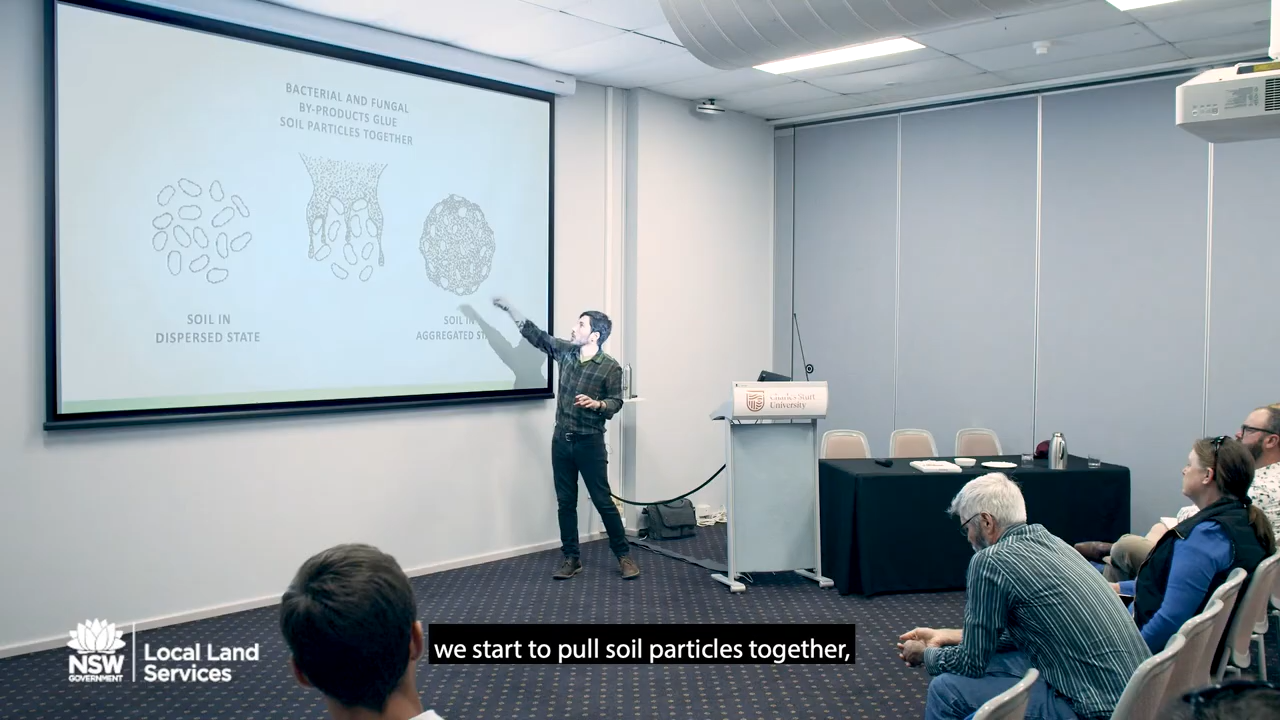 BACTERIAL AND FUNGAL
BY-PRODUCTS GLUE
SOIL PARTICLES TOGETHER
SOIL IN
DISPERSED STATE
SOIL IN
AGGREGATED
Charles Sturt
University
we start to pull soil particles together,
NSW
GOVERNMENT
Local Land
Services